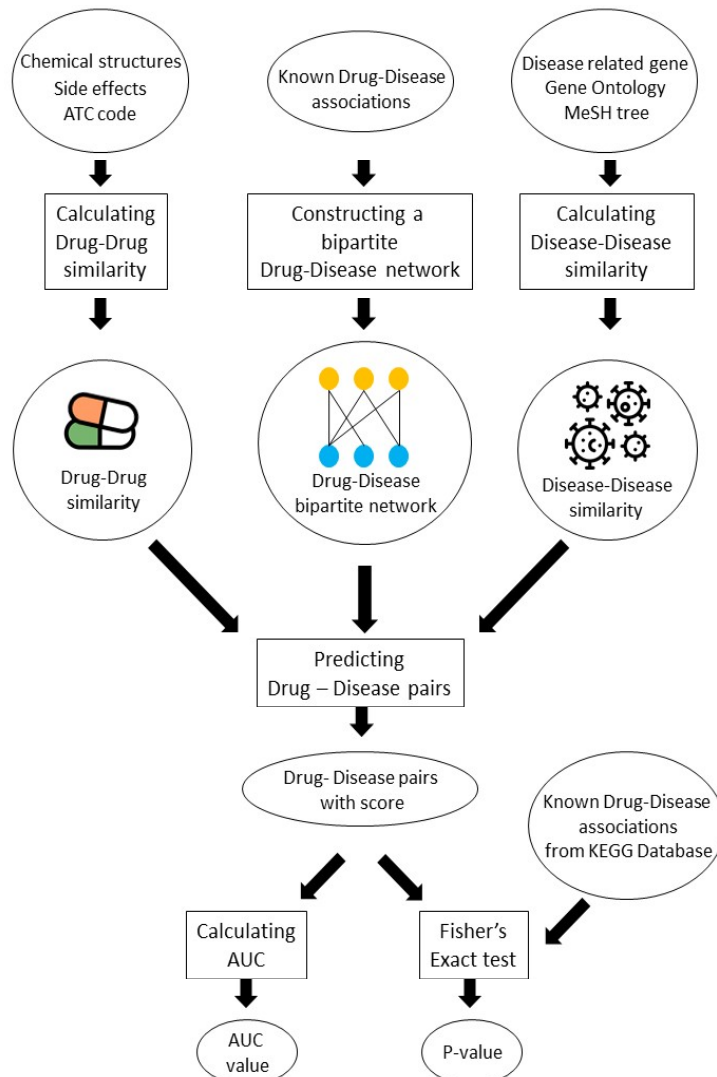 Chemical structures
Side effects
ATC code
Known Drug-Disease
associations
Disease related gene
Gene Ontology
MeSH tree
Calculating
Drug-Drug
similarity
Constructing a
bipartite
Drug-Disease network
Calculating
Disease-Disease
similarity
Drug-Drug
similarity
Drug-Disease
bipartite network
Disease-Disease
similarity
Predicting
Drug – Disease pairs
Drug- Disease pairs
with score
Known Drug-Disease
associations
from KEGG Database
Calculating
AUC
Fisher's
Exact test
AUC
value
P-value